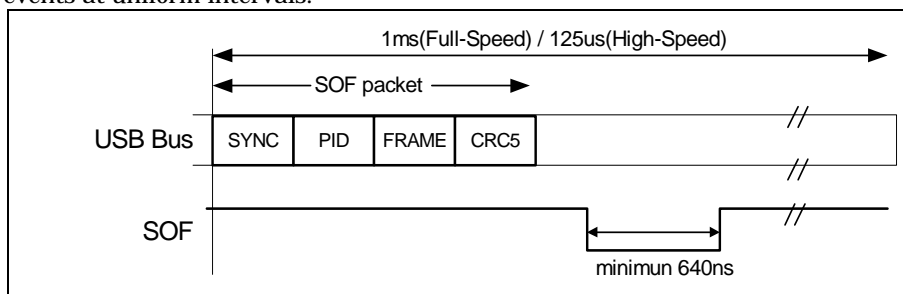 events at uniform intervals.
1ms(Full-Speed) / 125us(High-Speed)
SOF packet
USB Bus SYNC PID FRAME CRC5
SOF
minimun 640ns